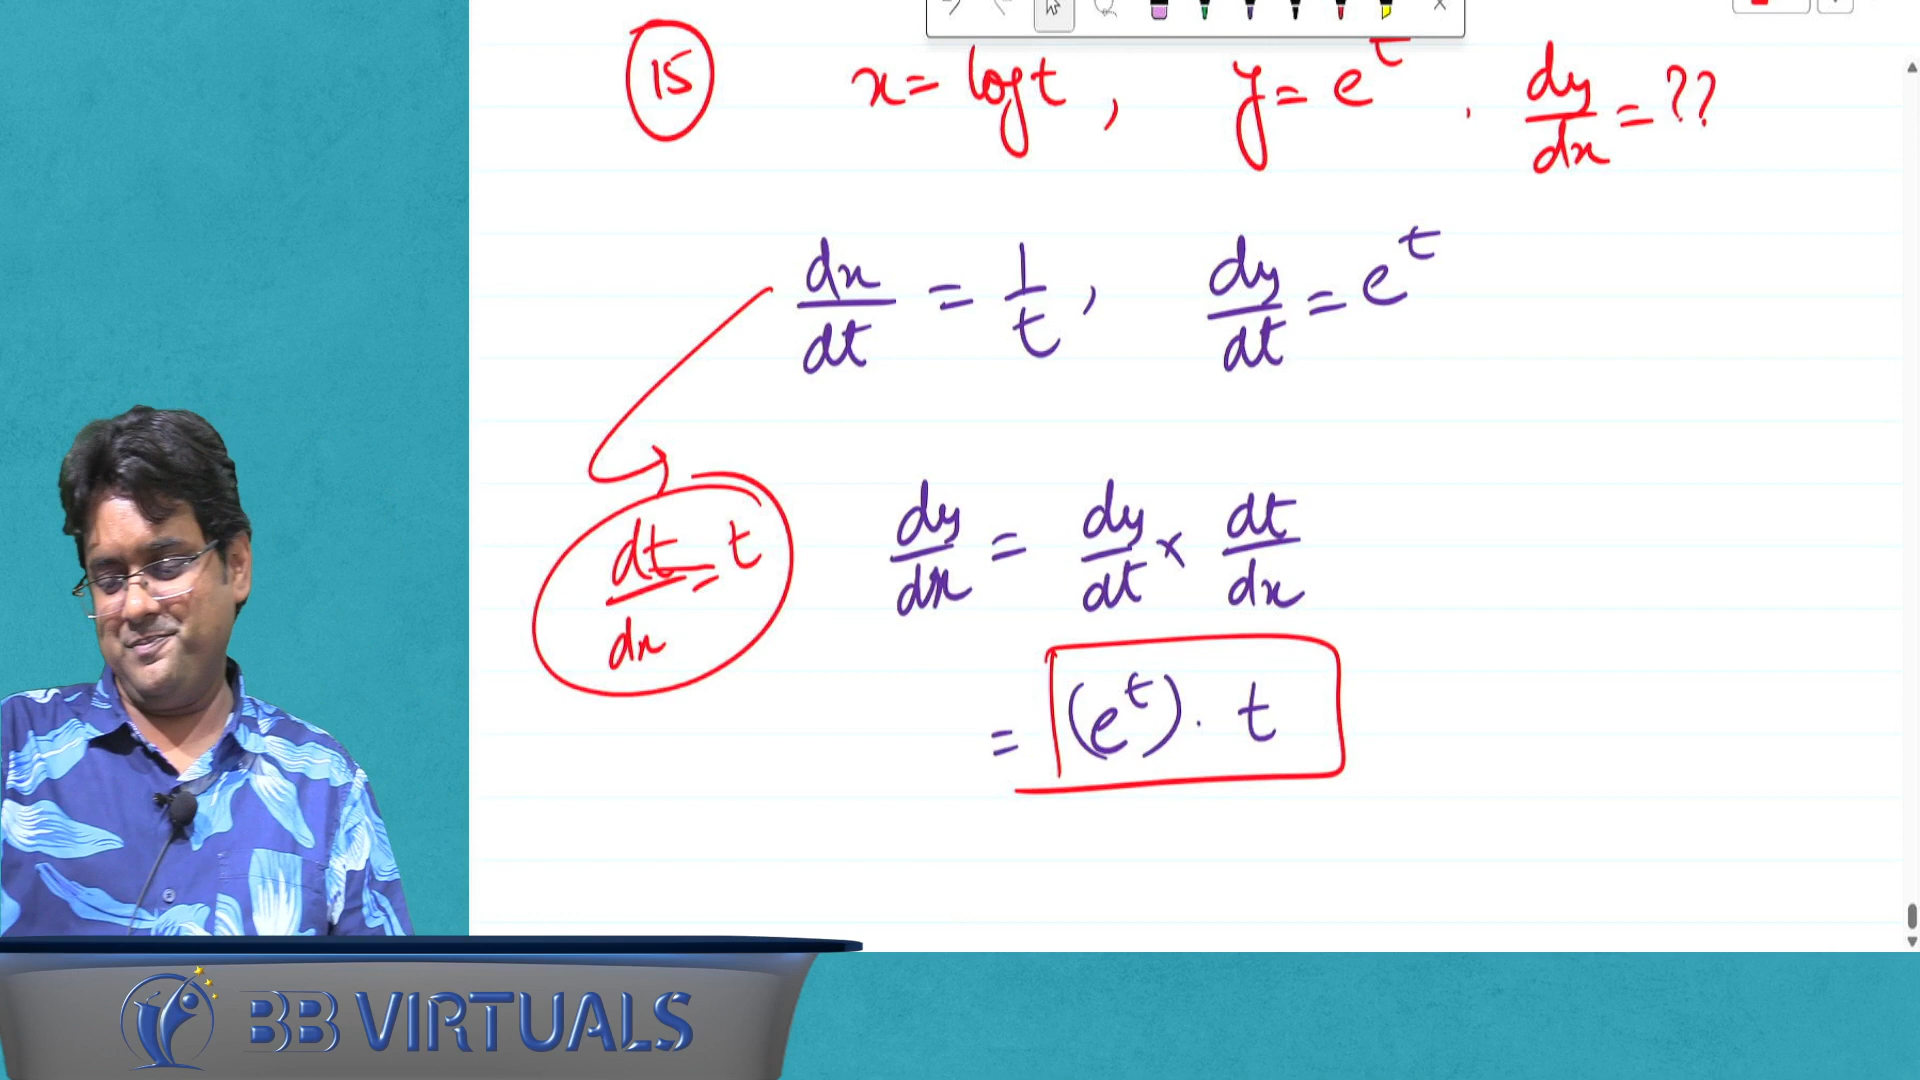 15 x = log t , y = e^t . dy/dx = ??
dx/dt = 1/t , dy/dt = e^t
dt/dx = t
dy/dx = dy/dt × dt/dx
= (e^t) . t
BB VIRTUALS